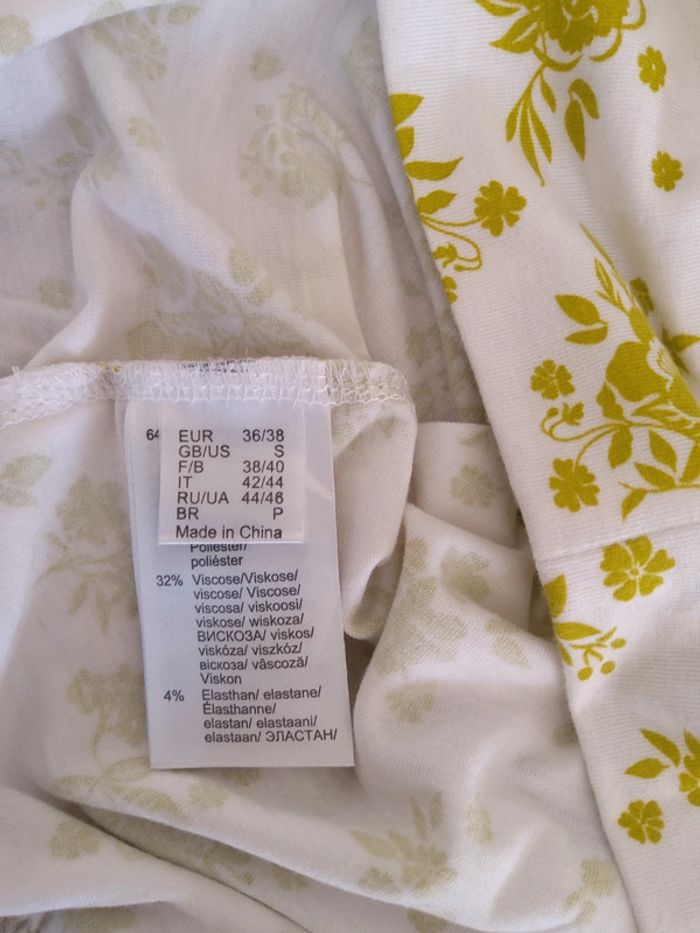 64
EUR 36/38
GB/US S
F/B 38/40
IT 42/44
RU/UA 44/46
BR P
Made in China
Poliester/
poliéster
32% Viscose/Viskose/
viscose/ Viscose/
viscosa/ viskoosi/
viskose/ wiskoza/
ВИСКОЗА/ viskos/
viskóza/ viszkóz/
віскоза/ vâscoză/
Viskon
4% Elasthan/ elastane/
Élasthanne/
elastan/ elastaani/
elastaan/ ЭЛАСТАН/